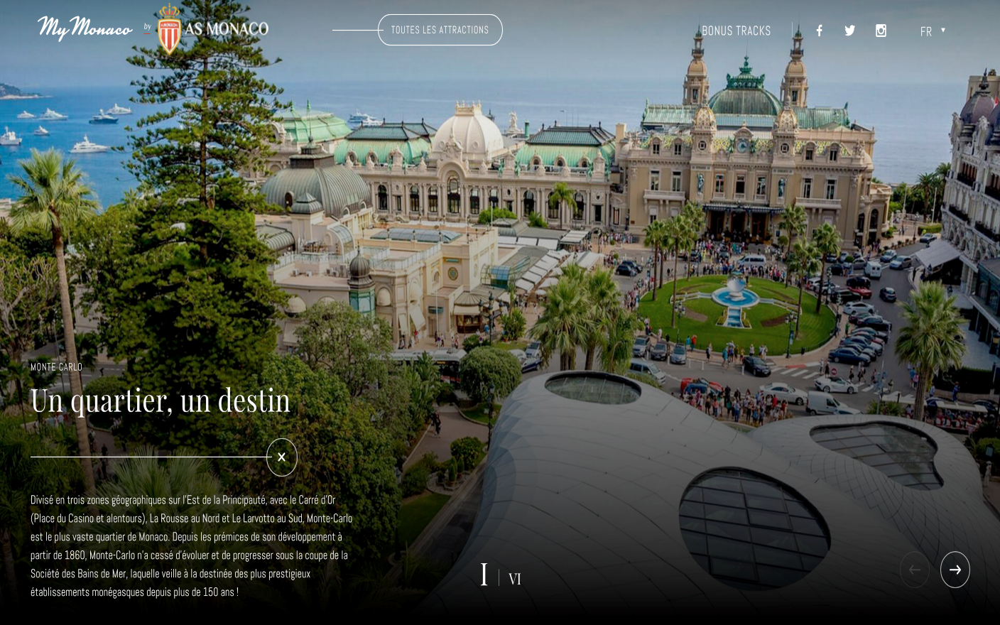 My Monaco by AS MONACO
TOUTES LES ATTRACTIONS
BONUS TRACKS
FR
MONTE CARLO
Un quartier, un destin
Divisé en trois zones géographiques sur l'Est de la Principauté, avec le Carré d'Or
(Place du Casino et alentours), La Rousse au Nord et Le Larvotto au Sud, Monte-Carlo
est le plus vaste quartier de Monaco. Depuis les prémices de son développement à
partir de 1860, Monte-Carlo n'a cessé d'évoluer et de progresser sous la coupe de la
Société des Bains de Mer, laquelle veille à la destinée des plus prestigieux
établissements monégasques depuis plus de 150 ans !
I | VI